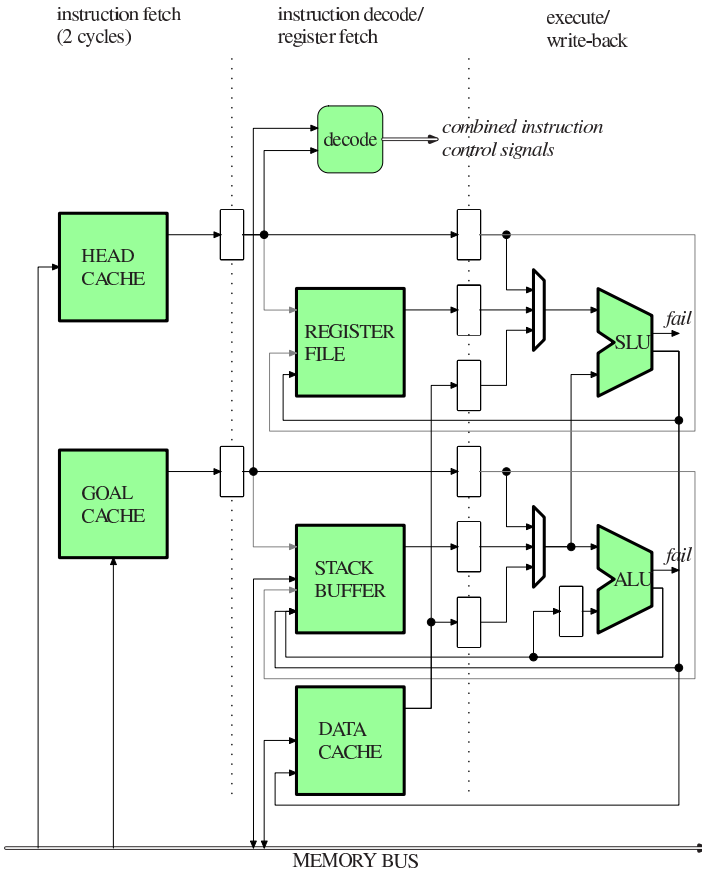 instruction fetch
(2 cycles)
instruction decode/
register fetch
execute/
write-back
decode
combined instruction
control signals
HEAD
CACHE
REGISTER
FILE
SLU
fail
GOAL
CACHE
STACK
BUFFER
ALU
fail
DATA
CACHE
MEMORY BUS